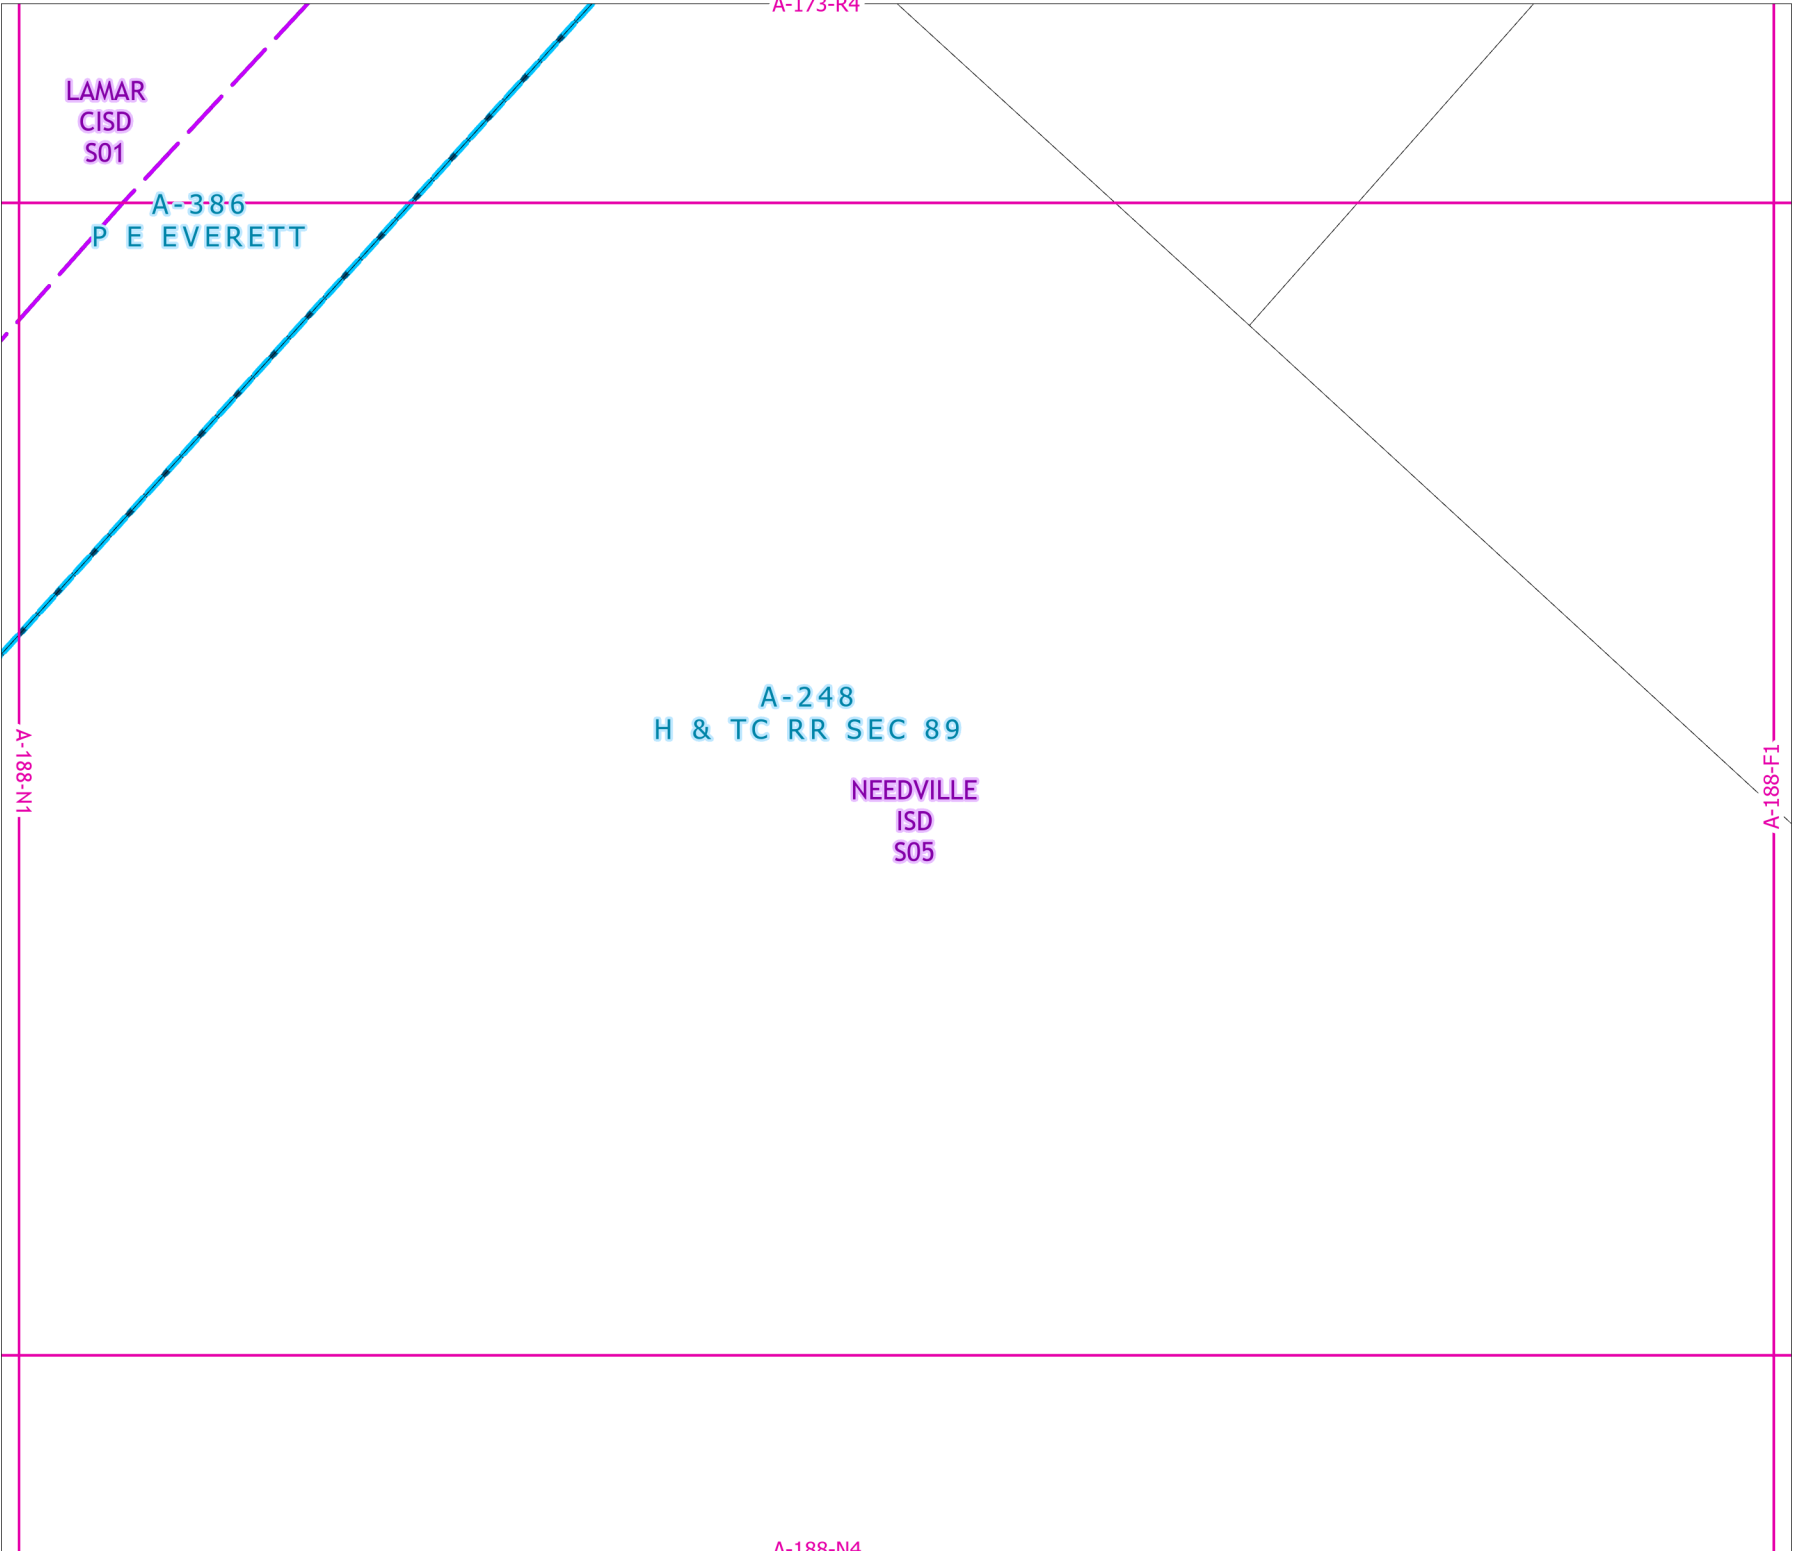 A-173-R4
LAMAR
CISD
S01
A-386
P E EVERETT
A-248
H & TC RR SEC 89
NEEDVILLE
ISD
S05
A-188-N1
A-188-F1
A-188-N4